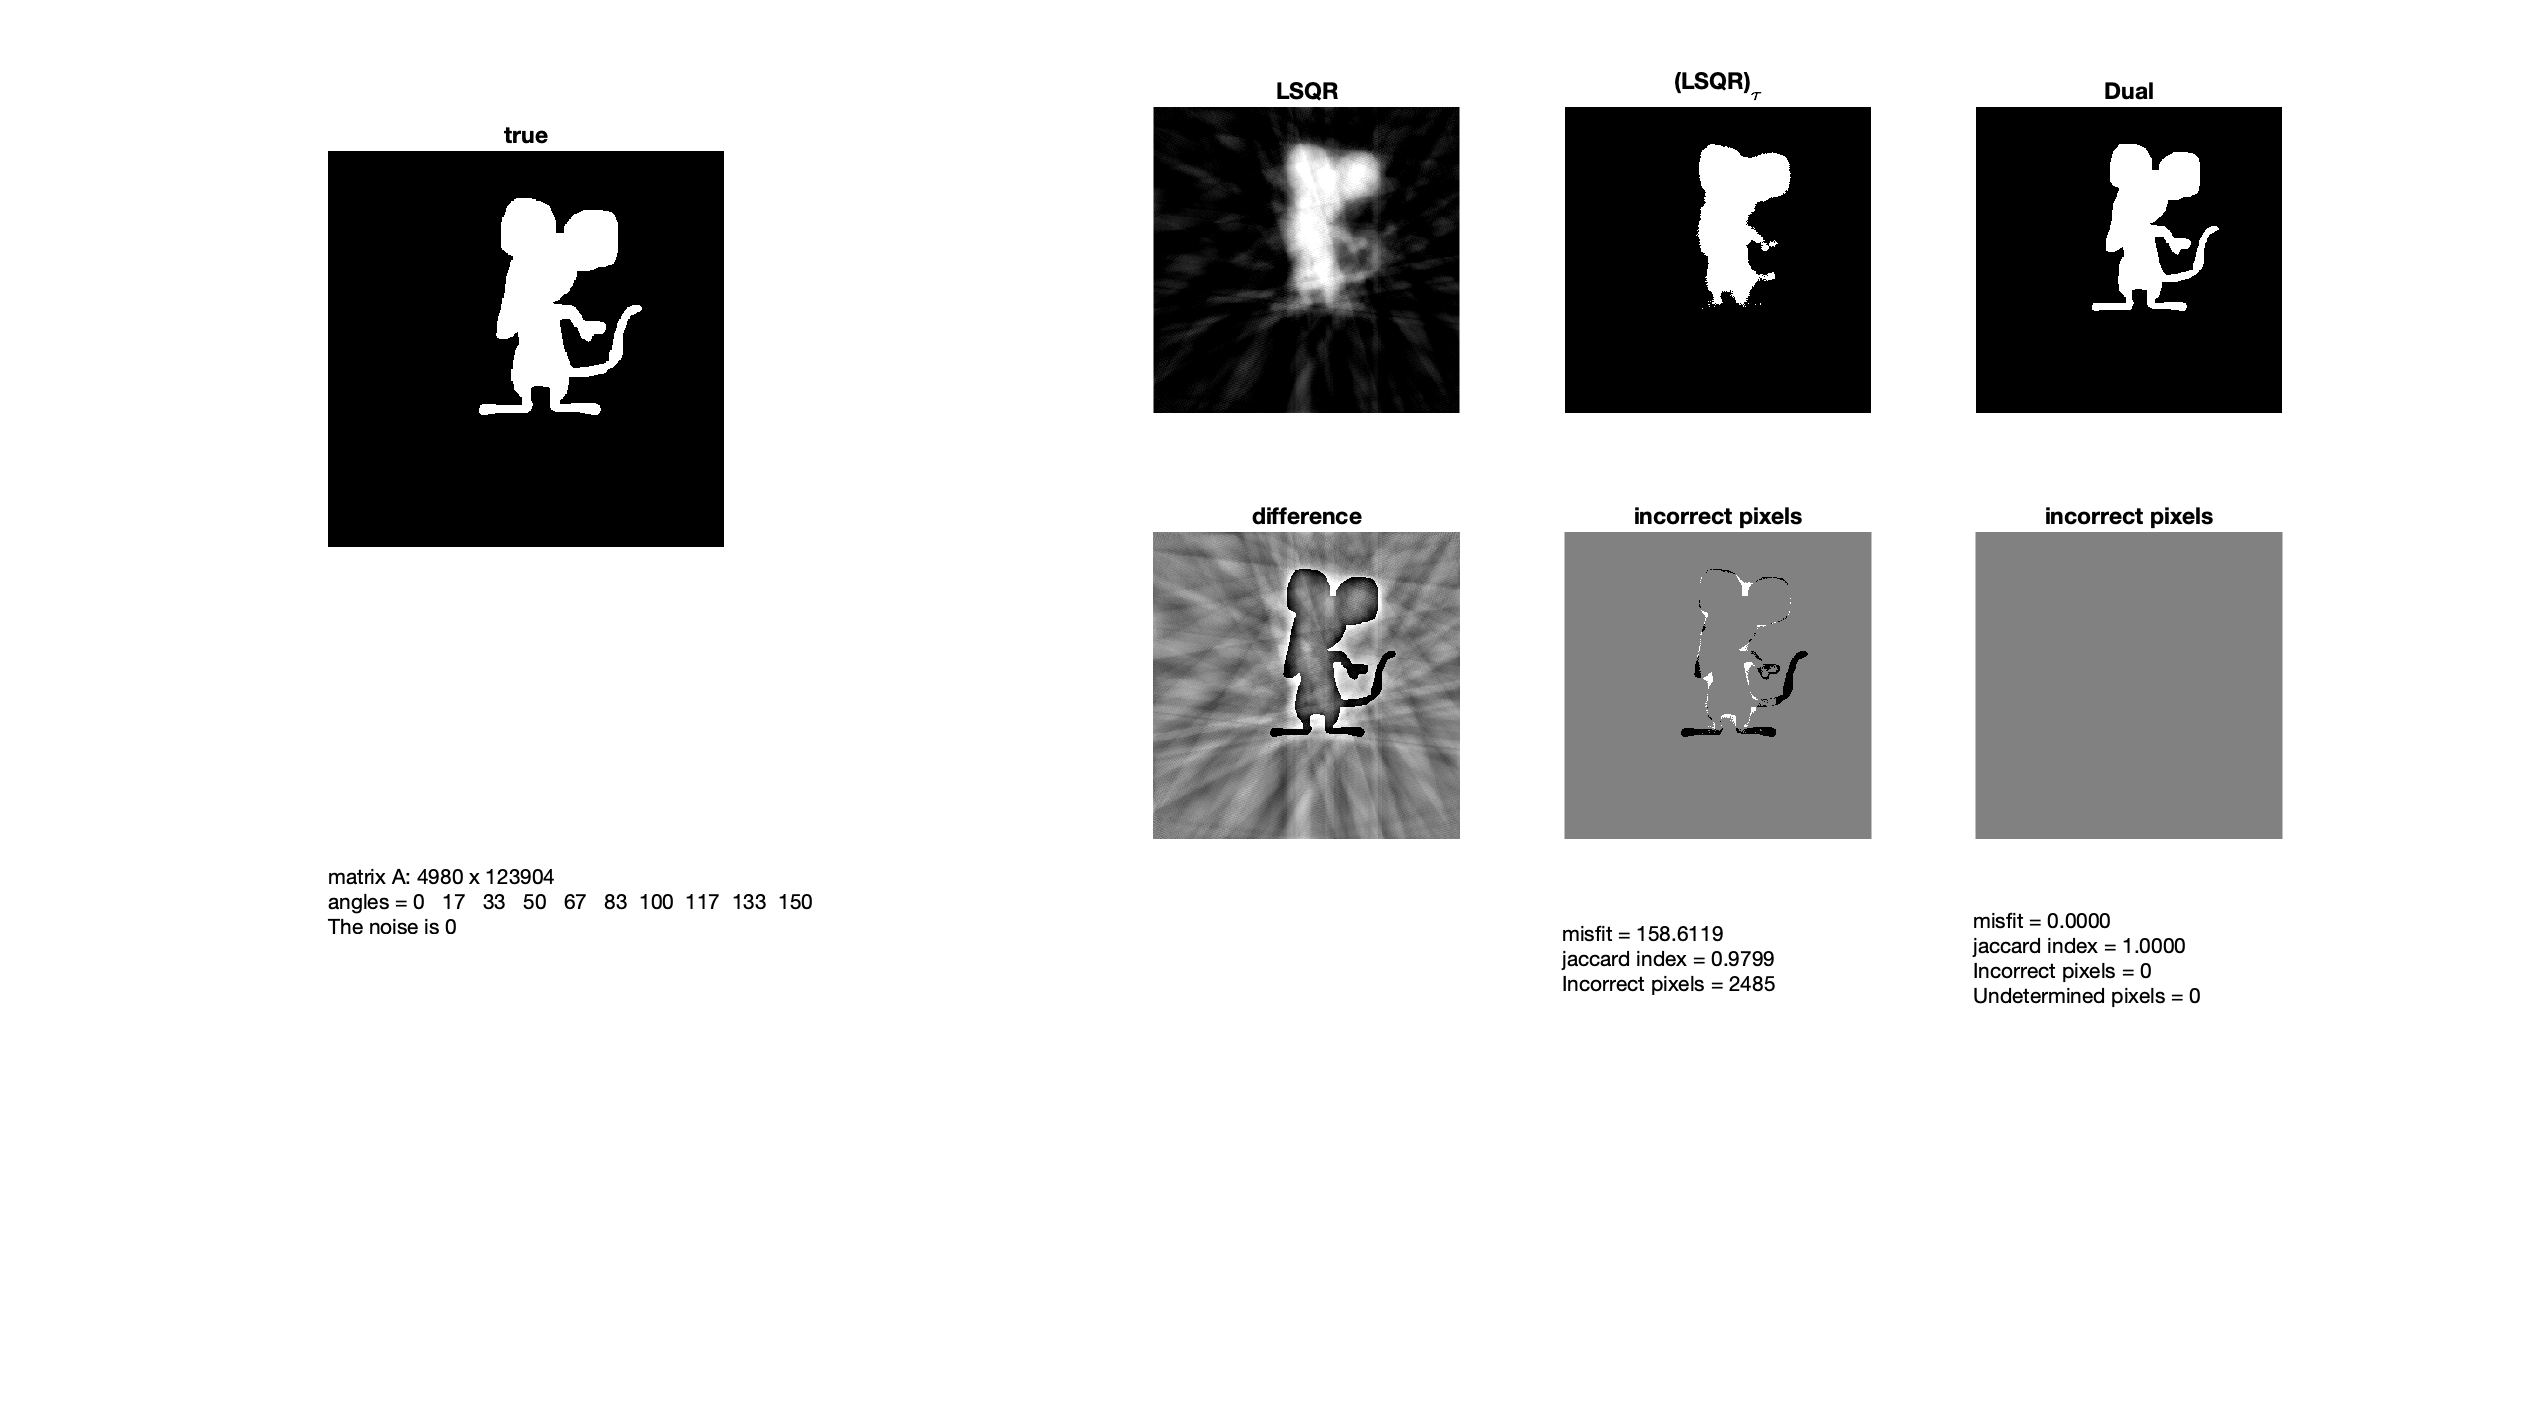 true
LSQR
(LSQR)τ
Dual
difference
incorrect pixels
incorrect pixels
matrix A: 4980 x 123904
angles = 0 17 33 50 67 83 100 117 133 150
The noise is 0
misfit = 158.6119
jaccard index = 0.9799
Incorrect pixels = 2485
misfit = 0.0000
jaccard index = 1.0000
Incorrect pixels = 0
Undetermined pixels = 0